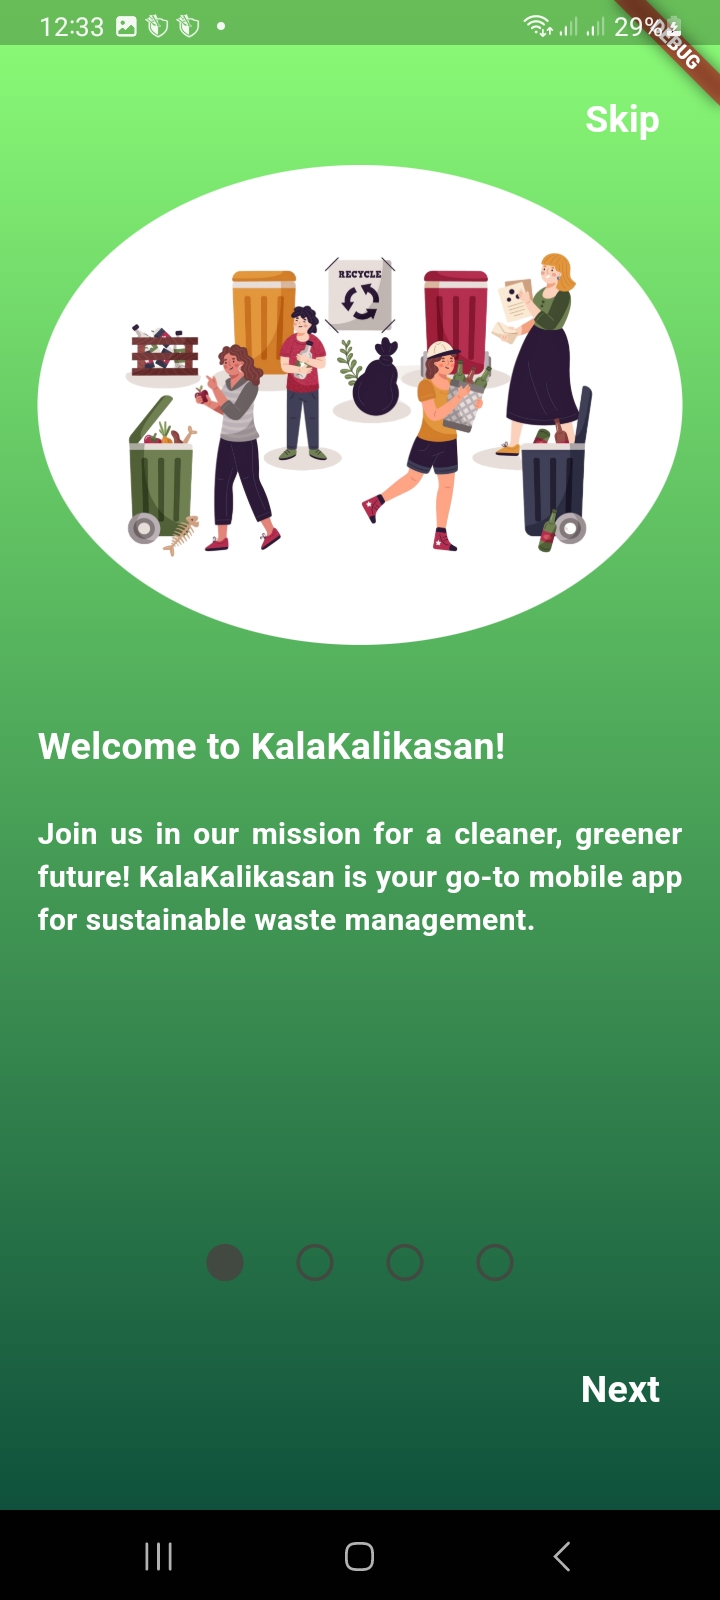 12:33
29%
DEBUG
Skip
RECYCLE
Welcome to KalaKalikasan!
Join us in our mission for a cleaner, greener
future! KalaKalikasan is your go-to mobile app
for sustainable waste management.
Next